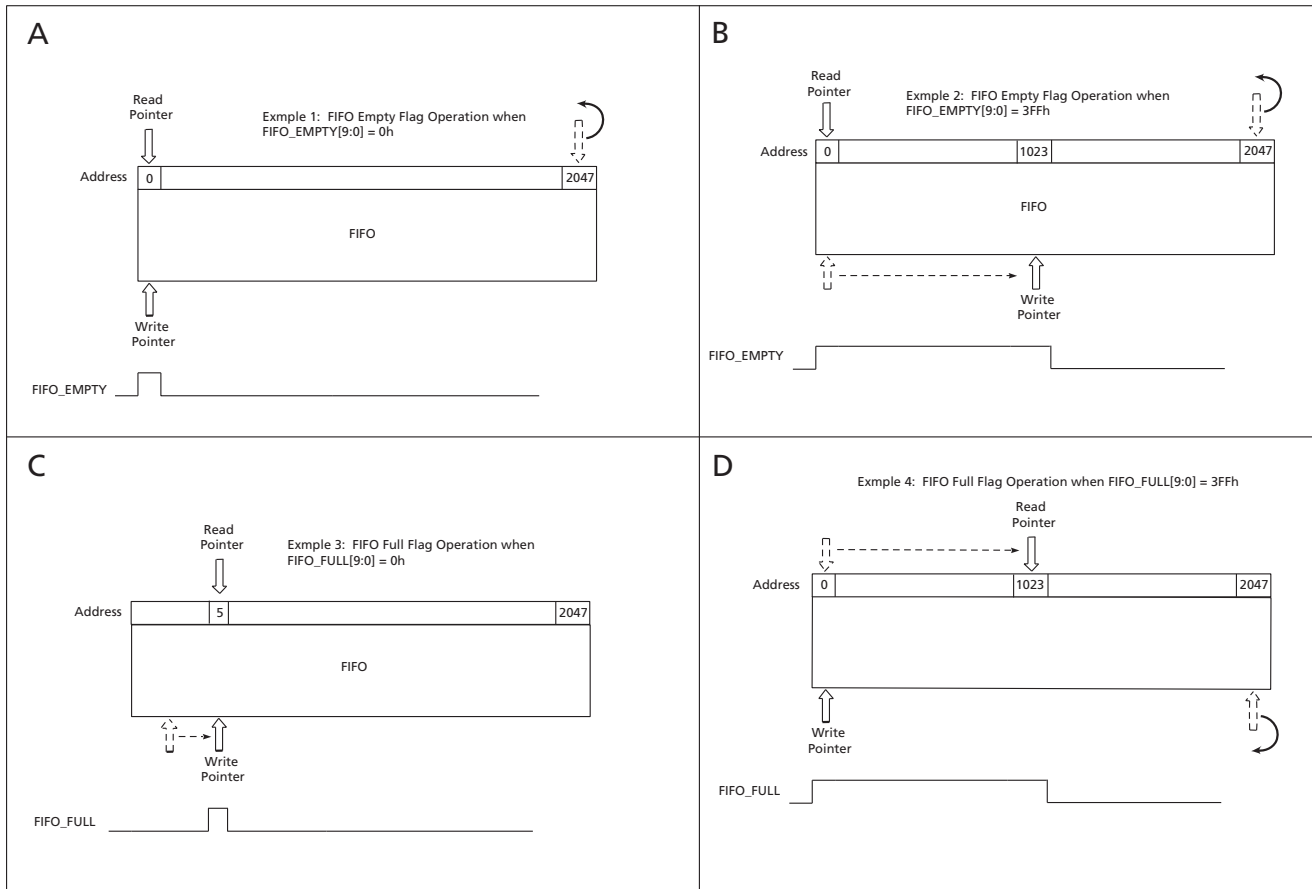 A
Read
Pointer
Exmple 1: FIFO Empty Flag Operation when
FIFO_EMPTY[9:0] = 0h
Address
0
2047
FIFO
Write
Pointer
FIFO_EMPTY
B
Read
Pointer
Exmple 2: FIFO Empty Flag Operation when
FIFO_EMPTY[9:0] = 3FFh
Address
0
1023
2047
FIFO
Write
Pointer
FIFO_EMPTY
C
Read
Pointer
Exmple 3: FIFO Full Flag Operation when
FIFO_FULL[9:0] = 0h
Address
5
2047
FIFO
Write
Pointer
FIFO_FULL
D
Exmple 4: FIFO Full Flag Operation when FIFO_FULL[9:0] = 3FFh
Read
Pointer
Address
0
1023
2047
Write
Pointer
FIFO_FULL